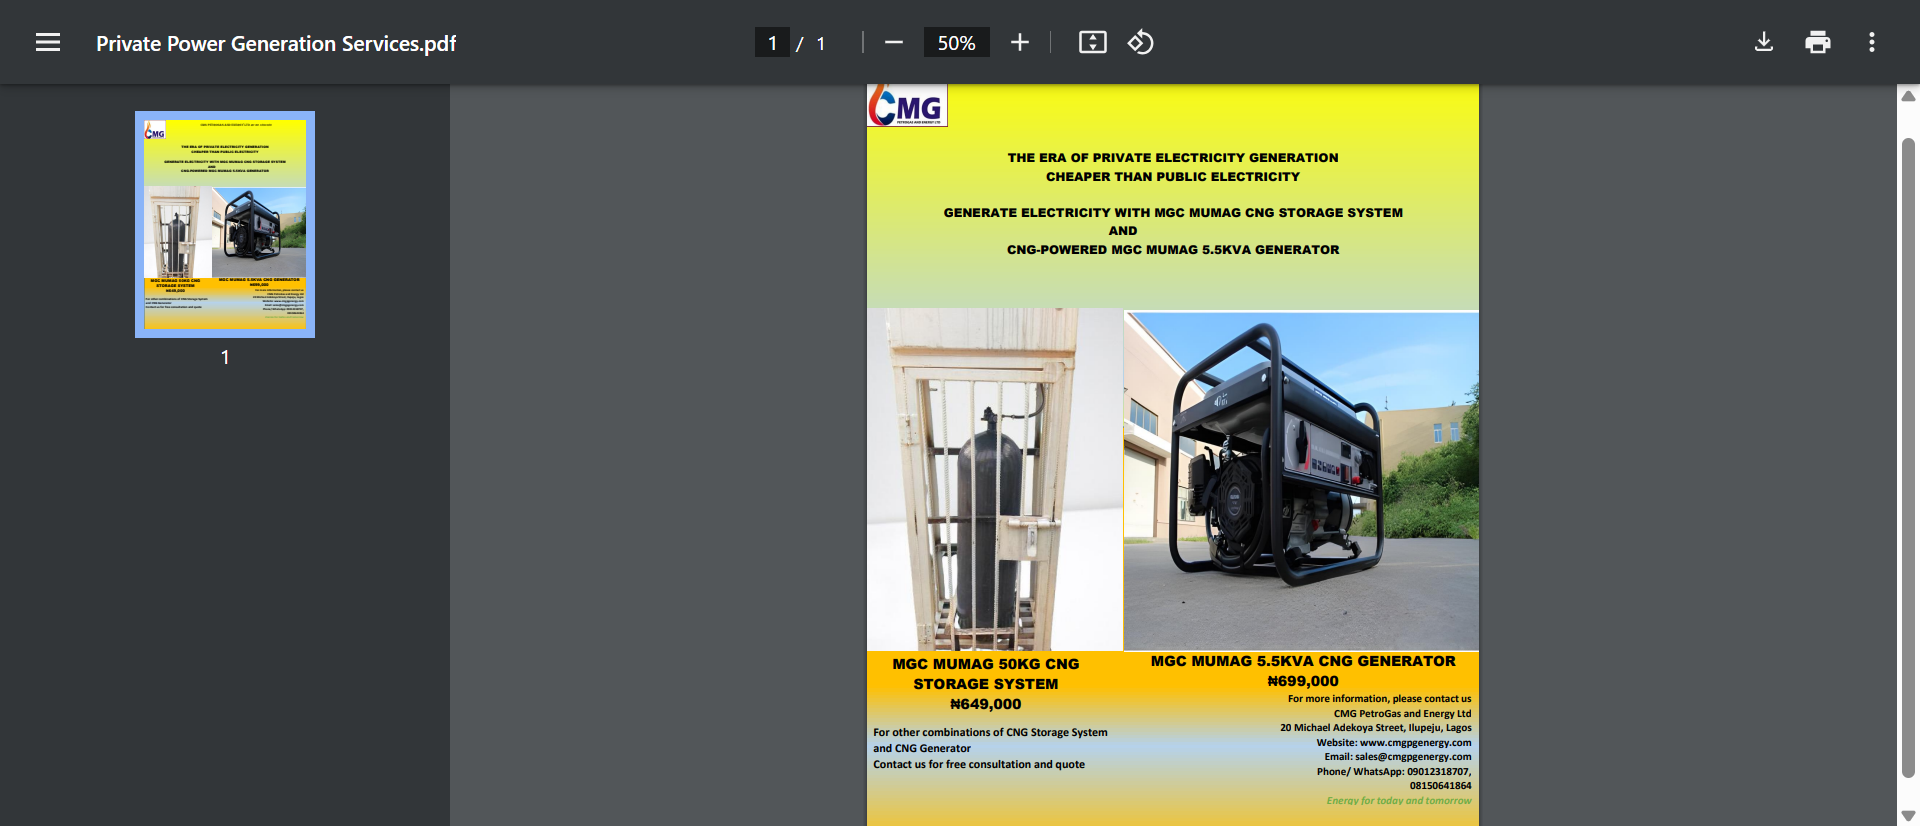 Private Power Generation Services.pdf
1 / 1
50%
1
CMG
PETROGAS AND ENERGY LTD
THE ERA OF PRIVATE ELECTRICITY GENERATION
CHEAPER THAN PUBLIC ELECTRICITY
GENERATE ELECTRICITY WITH MGC MUMAG CNG STORAGE SYSTEM
AND
CNG-POWERED MGC MUMAG 5.5KVA GENERATOR
MGC MUMAG 50KG CNG
STORAGE SYSTEM
₦649,000
For other combinations of CNG Storage System
and CNG Generator
Contact us for free consultation and quote
MGC MUMAG 5.5KVA CNG GENERATOR
₦699,000
For more information, please contact us
CMG PetroGas and Energy Ltd
20 Michael Adekoya Street, Ilupeju, Lagos
Website: www.cmgpgenergy.com
Email: sales@cmgpgenergy.com
Phone/ WhatsApp: 09012318707,
08150641864
Energy for today and tomorrow